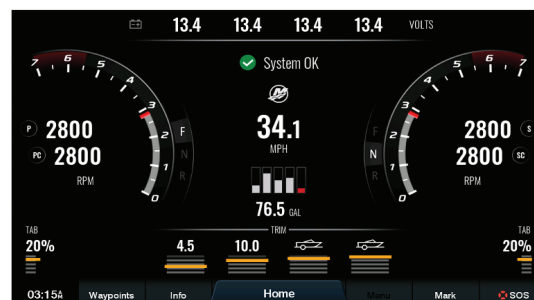 13.4 13.4 13.4 13.4 VOLTS
System OK
7 6 5 4 3 2 1 0
7 6 5 4 3 2 1 0
P 2800
PC 2800
RPM
F
N
R
34.1
MPH
F
N
R
2800 S
2800 SC
RPM
76.5 GAL
TRIM
TAB
20%
4.5 10.0
TAB
20%
03:15A Waypoints Info Home Menu Mark SOS